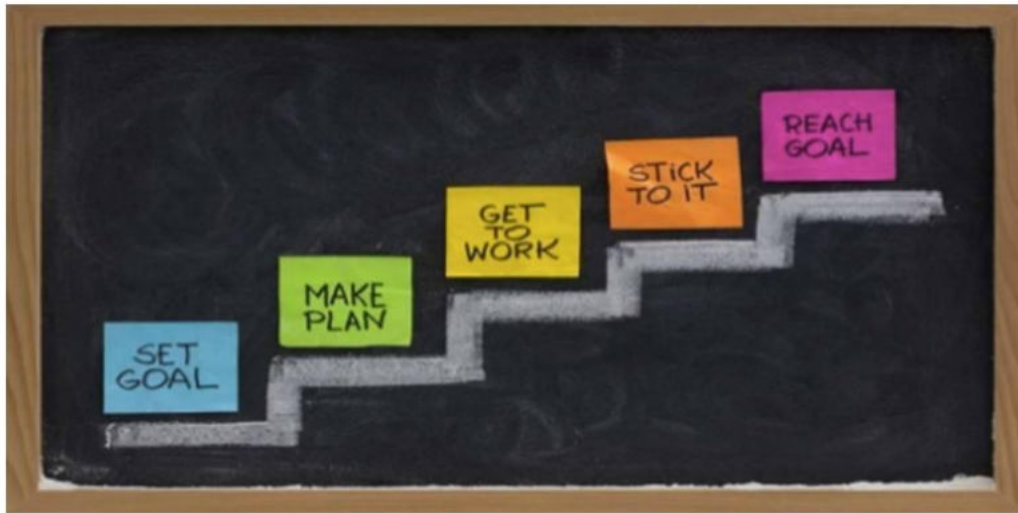 SET
GOAL
MAKE
PLAN
GET
TO
WORK
STICK
TO IT
REACH
GOAL